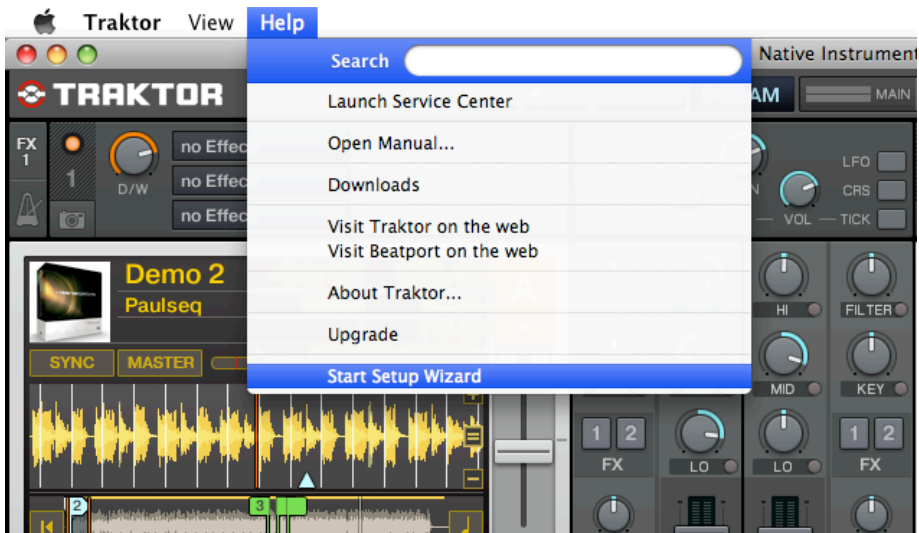 Traktor View Help
Search
Native Instrument
TRAKTOR
AM
MAIN
Launch Service Center
Open Manual...
Downloads
Visit Traktor on the web
Visit Beatport on the web
About Traktor...
Upgrade
Start Setup Wizard
FX
1
1
D/W
no Effec
no Effec
no Effec
N
LFO
CRS
VOL
TICK
Demo 2
Paulseq
SYNC
MASTER
HI
FILTER
MID
KEY
1 2
FX
LO
LO
1 2
FX
2
3